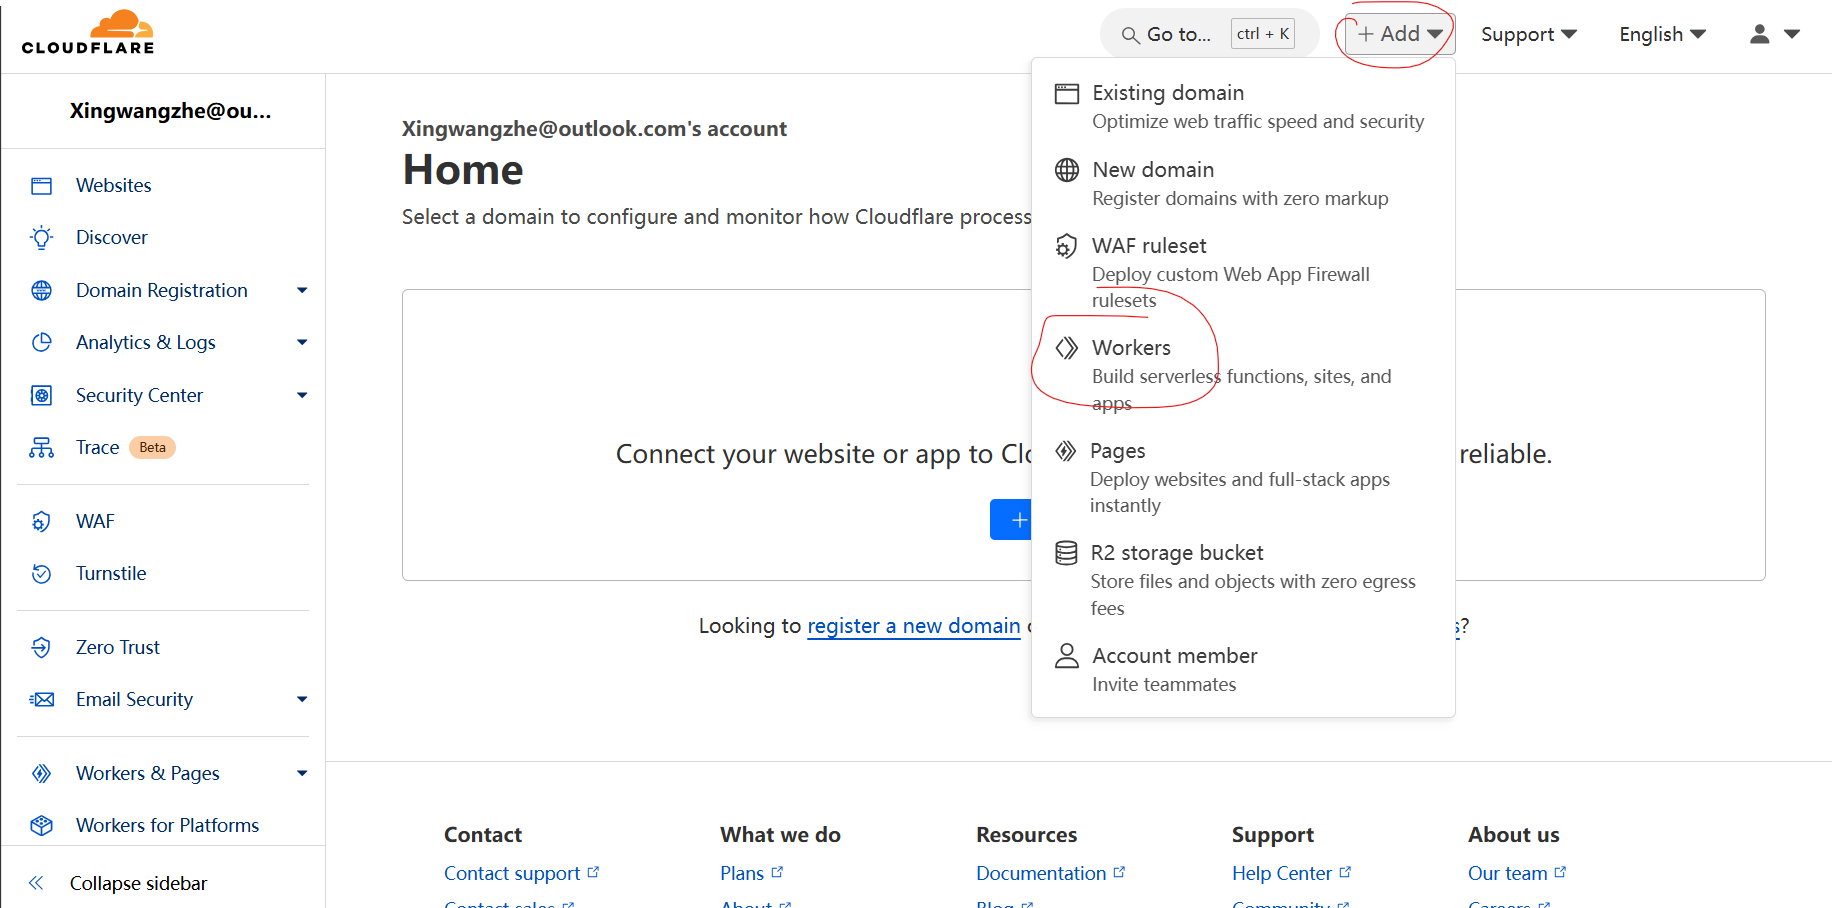 CLOUDFLARE
Go to...
ctrl + K
+ Add
Support
English
Xingwangzhe@ou...
Websites
Discover
Domain Registration
Analytics & Logs
Security Center
Trace Beta
WAF
Turnstile
Zero Trust
Email Security
Workers & Pages
Workers for Platforms
Collapse sidebar
Xingwangzhe@outlook.com's account
Home
Select a domain to configure and monitor how Cloudflare process
Connect your website or app to Clo
reliable.
+
Looking to register a new domain
?
Existing domain
Optimize web traffic speed and security
New domain
Register domains with zero markup
WAF ruleset
Deploy custom Web App Firewall
rulesets
Workers
Build serverless functions, sites, and
apps
Pages
Deploy websites and full-stack apps
instantly
R2 storage bucket
Store files and objects with zero egress
fees
Account member
Invite teammates
Contact
Contact support
Contact sales
What we do
Plans
About
Resources
Documentation
Blog
Support
Help Center
Community
About us
Our team
Careers